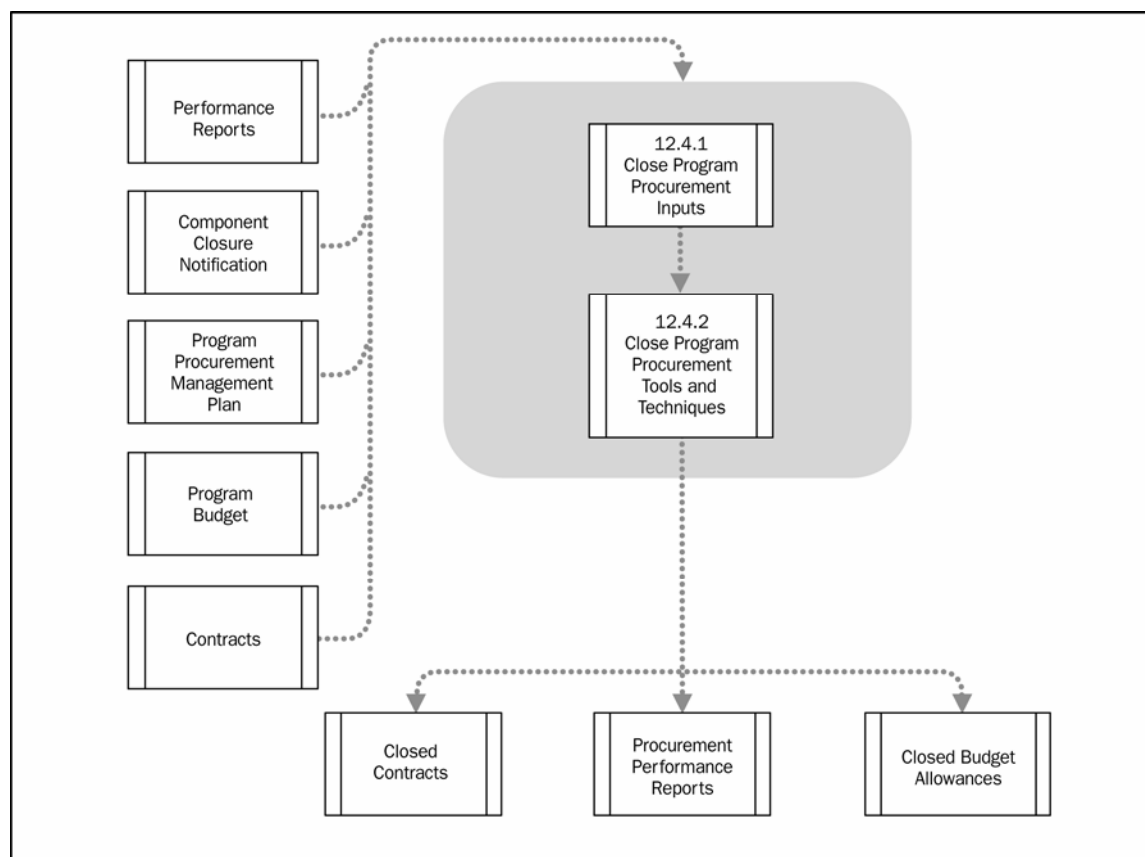 Performance
Reports
Component
Closure
Notification
Program
Procurement
Management
Plan
Program
Budget
Contracts
12.4.1
Close Program
Procurement
Inputs
12.4.2
Close Program
Procurement
Tools and
Techniques
Closed
Contracts
Procurement
Performance
Reports
Closed Budget
Allowances